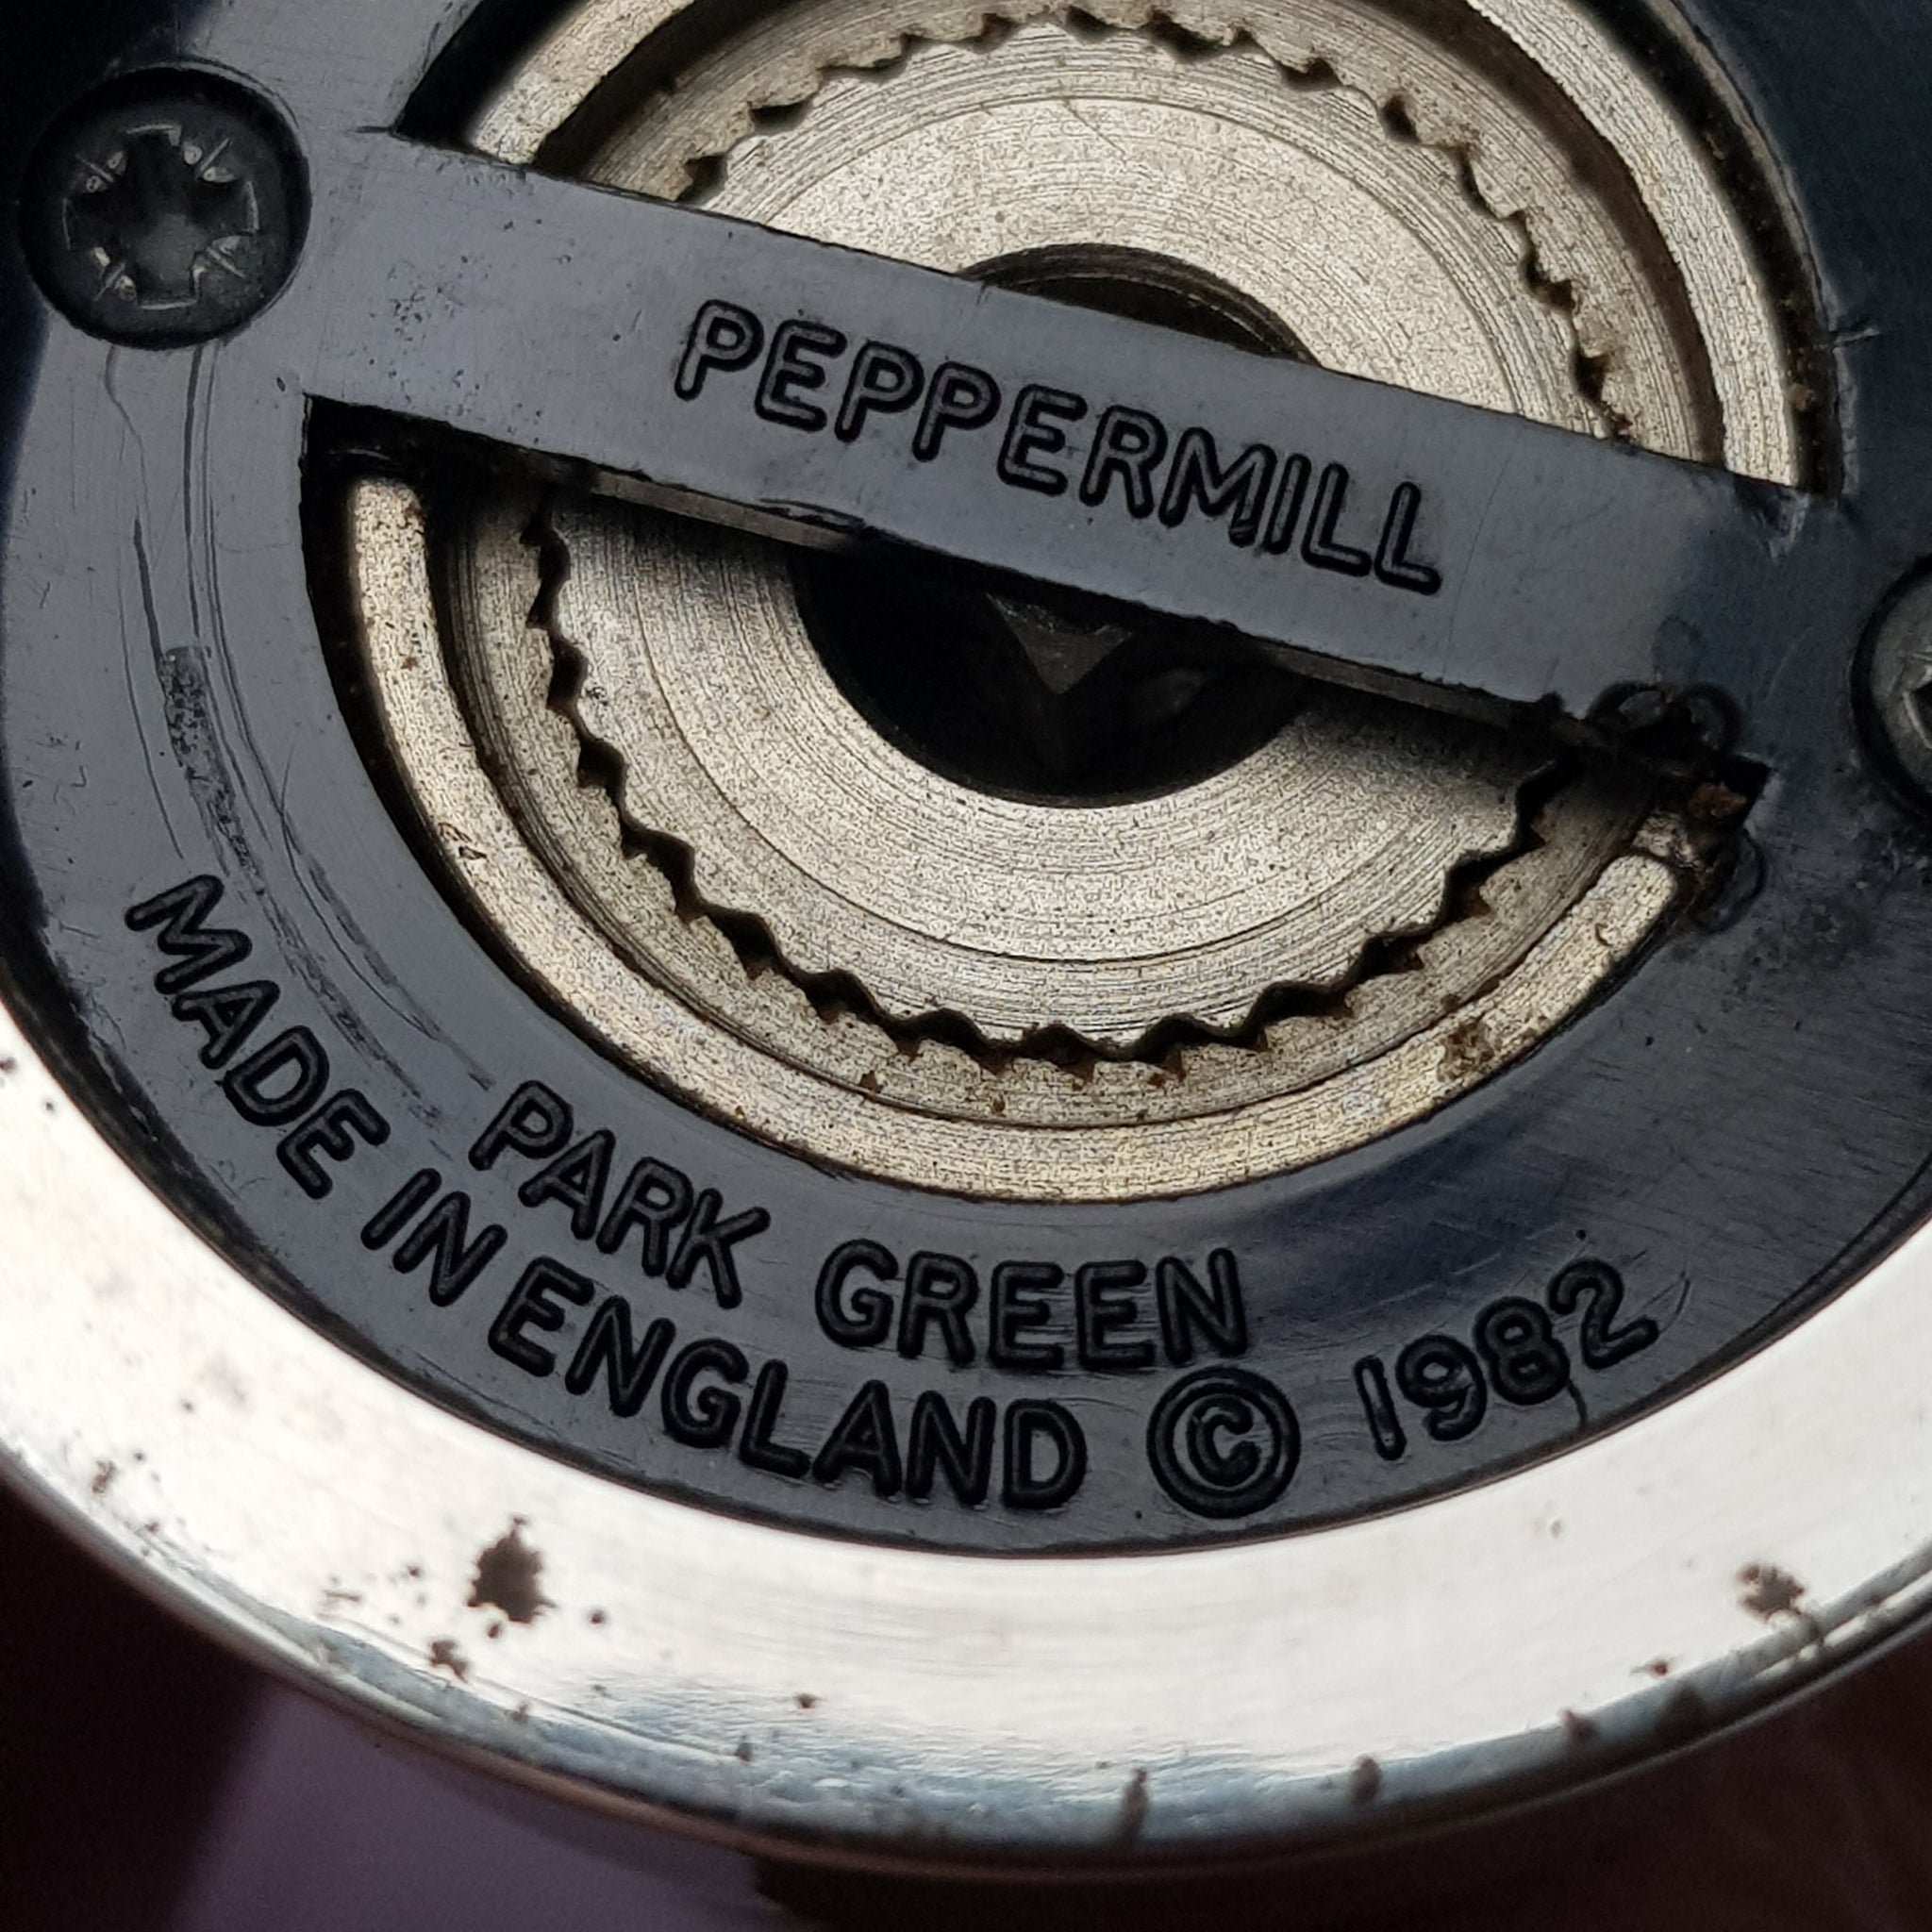 PEPPERMILL
PARK GREEN
MADE IN ENGLAND © 1982